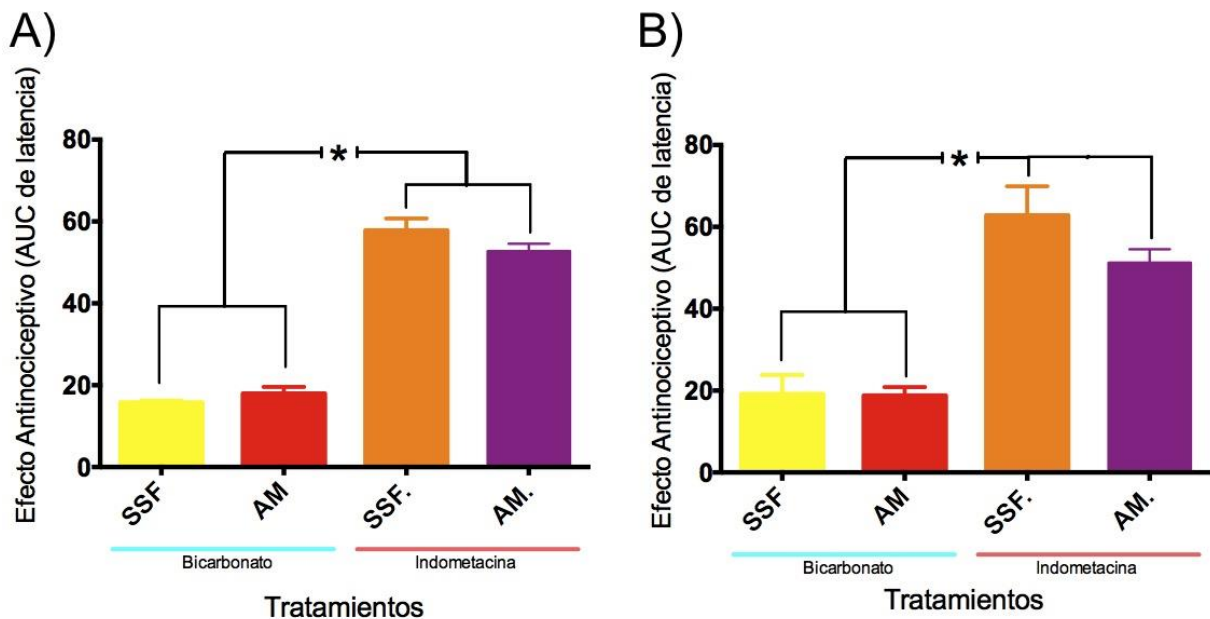 A)
Efecto Antinociceptivo (AUC de latencia)
80
60
40
20
0
*
SSF
AM
SSF.
AM.
Bicarbonato
Indometacina
Tratamientos
B)
Efecto Antinociceptivo (AUC de latencia)
80
60
40
20
0
*
SSF
AM
SSF.
AM.
Bicarbonato
Indometacina
Tratamientos